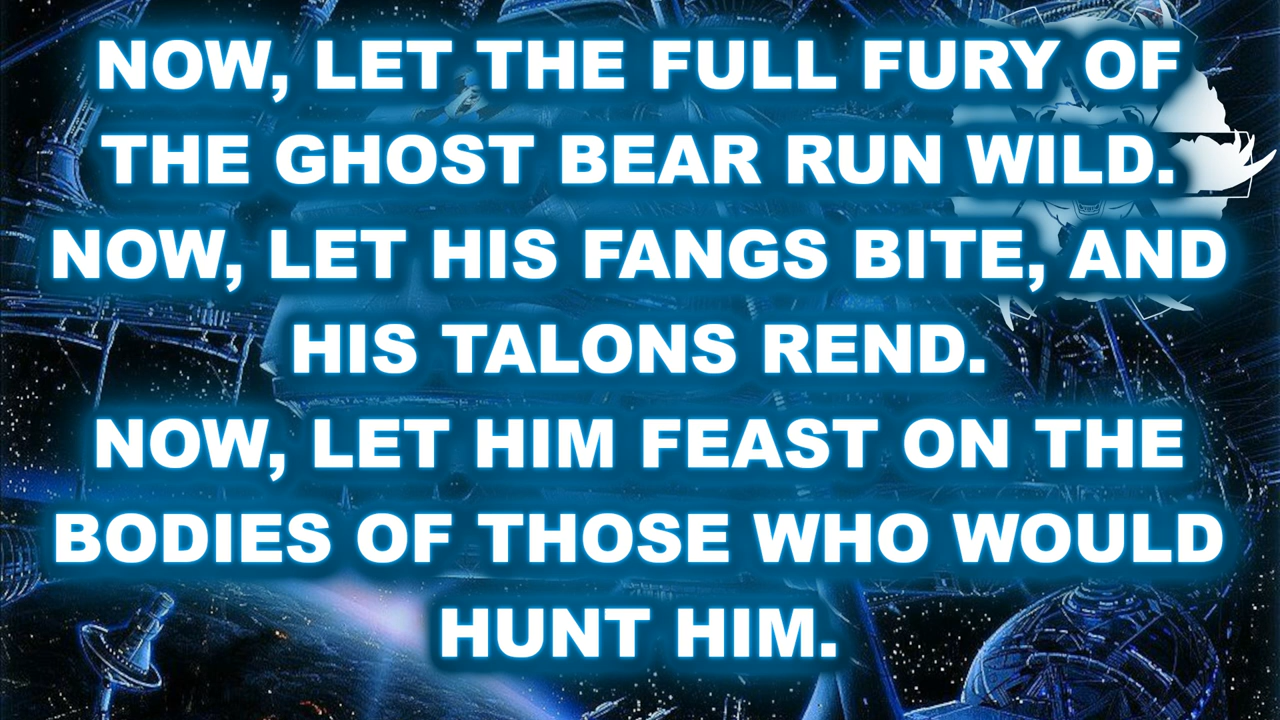 NOW, LET THE FULL FURY OF
THE GHOST BEAR RUN WILD.
NOW, LET HIS FANGS BITE, AND
HIS TALONS REND.
NOW, LET HIM FEAST ON THE
BODIES OF THOSE WHO WOULD
HUNT HIM.